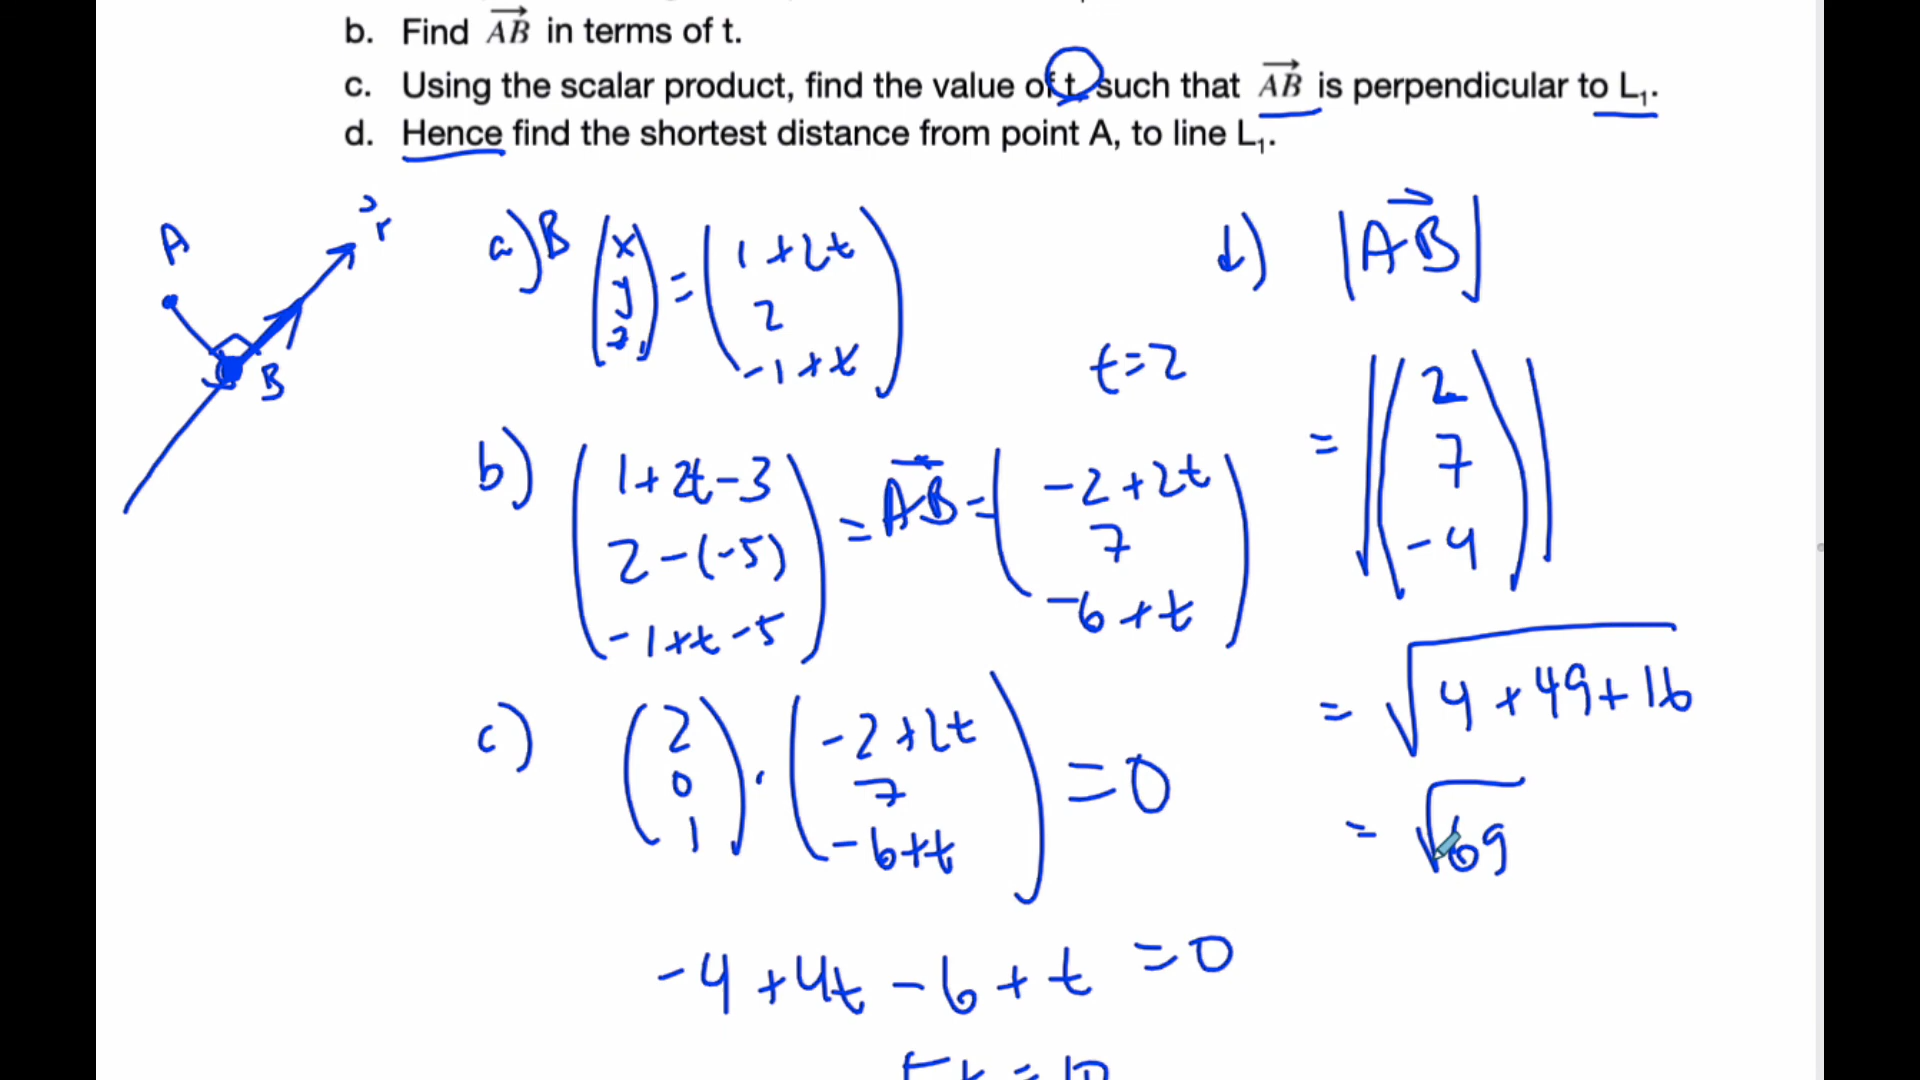 b. Find AB in terms of t.
c. Using the scalar product, find the value of t, such that AB is perpendicular to L₁.
d. Hence find the shortest distance from point A, to line L₁.
A
r
B
a) B (x y z) = (1+2t 2 -1+t)
b) (1+2t-3 2-(-5) -1+t-5) = AB = (-2+2t 7 -6+t)
c) (2 0 1) · (-2+2t 7 -6+t) = 0
-4+4t-6+t = 0
5t = 10
d) |AB|
t=2
= |(2 7 -4)|
= √4+49+16
= √69